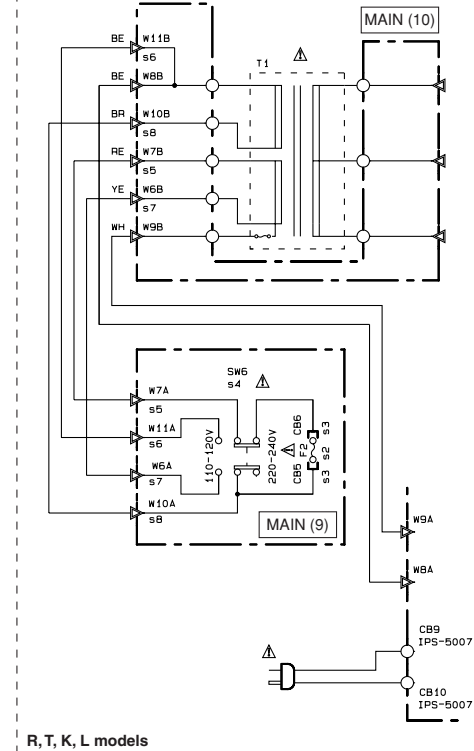 MAIN (10)
BE W11B
s6
T1
BE W8B
BR W10B
s8
RE W7B
s5
YE W6B
s7
WH W9B
SW6
s4
W7A
s5
W11A
s6
W6A
s7
W10A
s8
110-120V
220-240V
CB5 F2 CB6
s3 s2 s3
MAIN (9)
W9A
W8A
CB9
IPS-5007
CB10
IPS-5007
R, T, K, L models